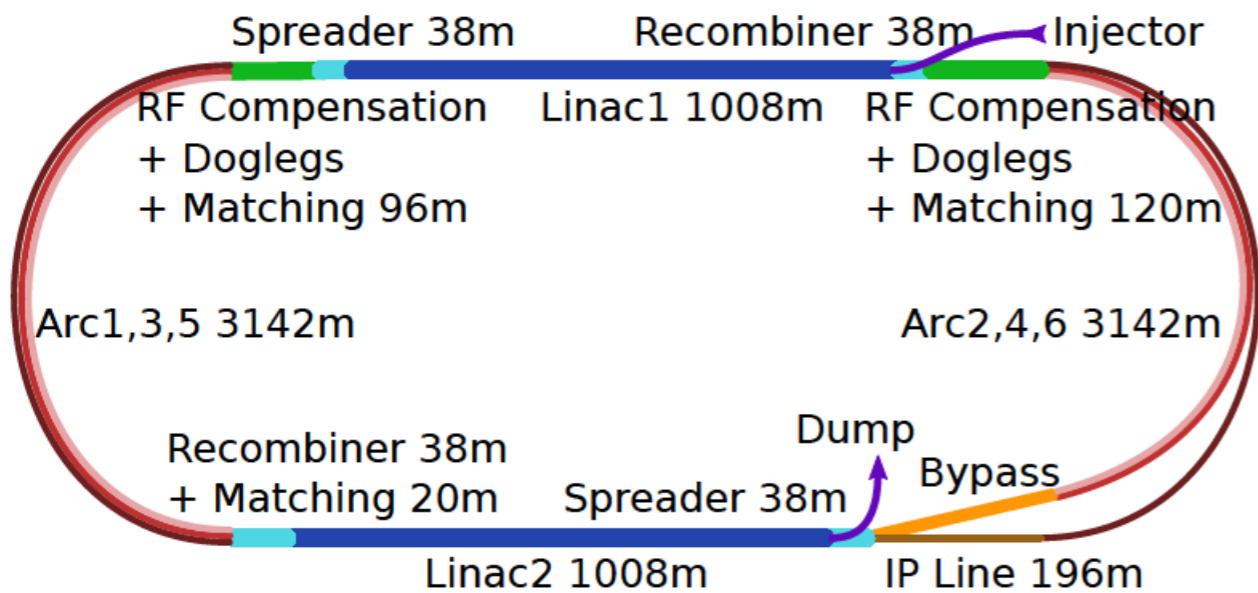 Spreader 38m
Recombiner 38m
Injector
RF Compensation
+ Doglegs
+ Matching 96m
Linac1 1008m
RF Compensation
+ Doglegs
+ Matching 120m
Arc1,3,5 3142m
Arc2,4,6 3142m
Recombiner 38m
+ Matching 20m
Spreader 38m
Dump
Bypass
Linac2 1008m
IP Line 196m